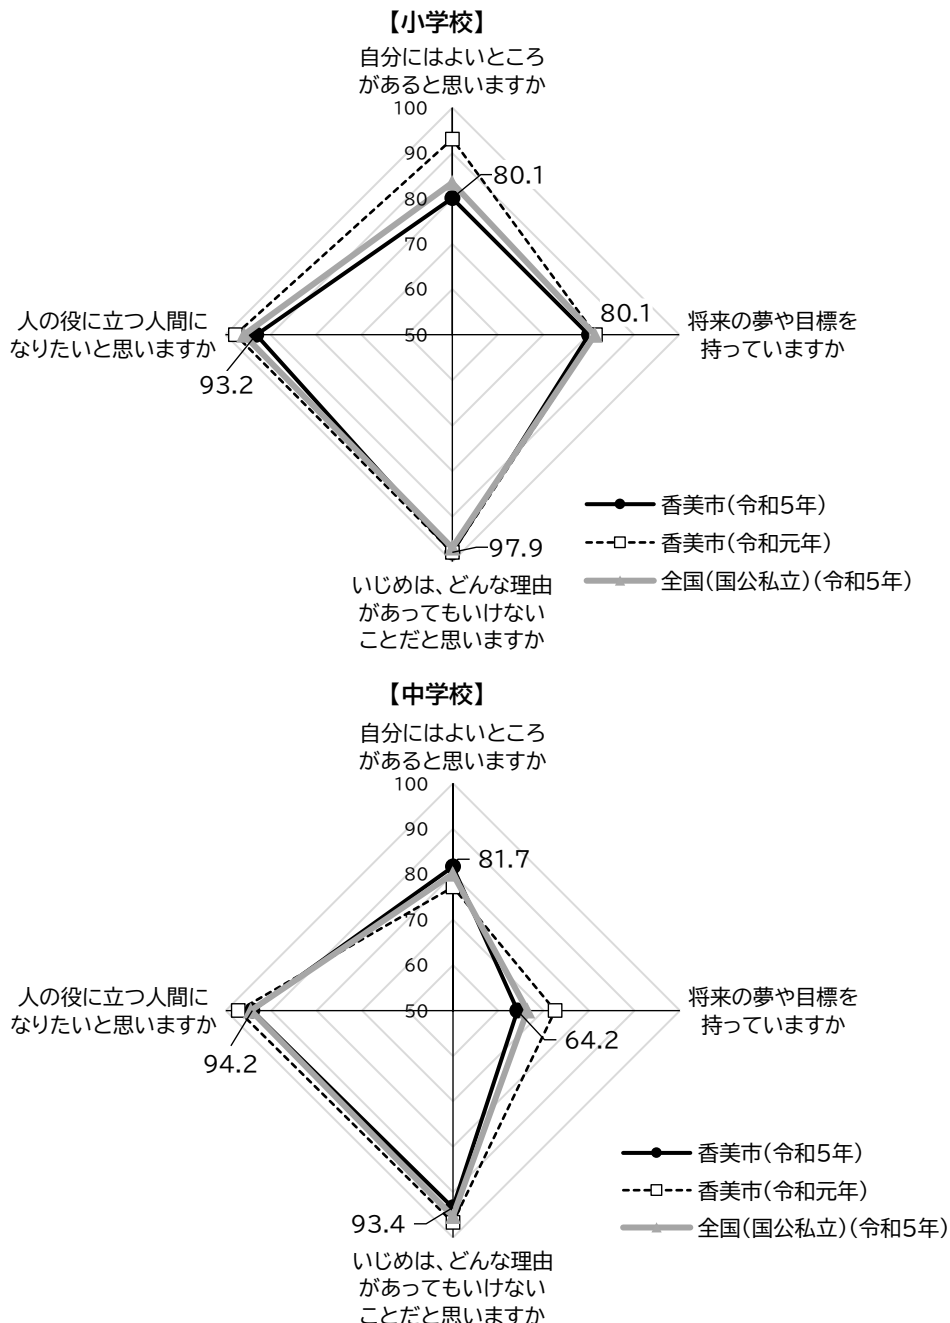 【小学校】
自分にはよいところ
があると思いますか
100
90
80.1
80
70
60
人の役に立つ人間に
なりたいと思いますか
50
80.1
将来の夢や目標を
持っていますか
93.2
香美市(令和5年)
97.9
香美市(令和元年)
いじめは、どんな理由
があってもいけない
ことだと思いますか
全国(国公私立)(令和5年)
【中学校】
自分にはよいところ
があると思いますか
100
90
81.7
80
70
60
人の役に立つ人間に
なりたいと思いますか
50
将来の夢や目標を
持っていますか
64.2
94.2
香美市(令和5年)
香美市(令和元年)
93.4
全国(国公私立)(令和5年)
いじめは、どんな理由
があってもいけない
ことだと思いますか